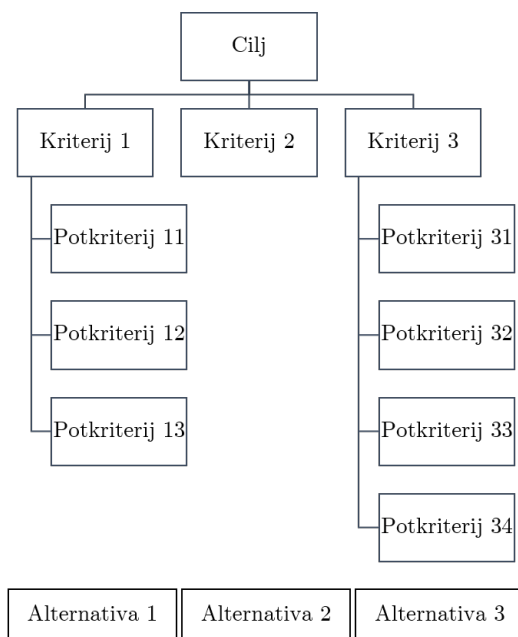 Cilj
Kriterij 1
Kriterij 2
Kriterij 3
Potkriterij 11
Potkriterij 31
Potkriterij 12
Potkriterij 32
Potkriterij 13
Potkriterij 33
Potkriterij 34
Alternativa 1
Alternativa 2
Alternativa 3